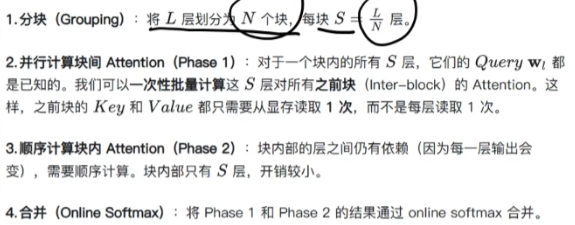 1.分块（Grouping）：将 L 层划分为 N 个块，每块 S = L/N 层。
2.并行计算块间 Attention（Phase 1）：对于一个块内的所有 S 层，它们的 Query w_l 都
是已知的。我们可以一次性批量计算这 S 层对所有之前块（Inter-block）的 Attention。这
样，之前块的 Key 和 Value 都只需要从显存读取 1 次，而不是每层读取 1 次。
3.顺序计算块内 Attention（Phase 2）：块内部的层之间仍有依赖（因为每一层输出会
变），需要顺序计算。块内部只有 S 层，开销较小。
4.合并（Online Softmax）：将 Phase 1 和 Phase 2 的结果通过 online softmax 合并。